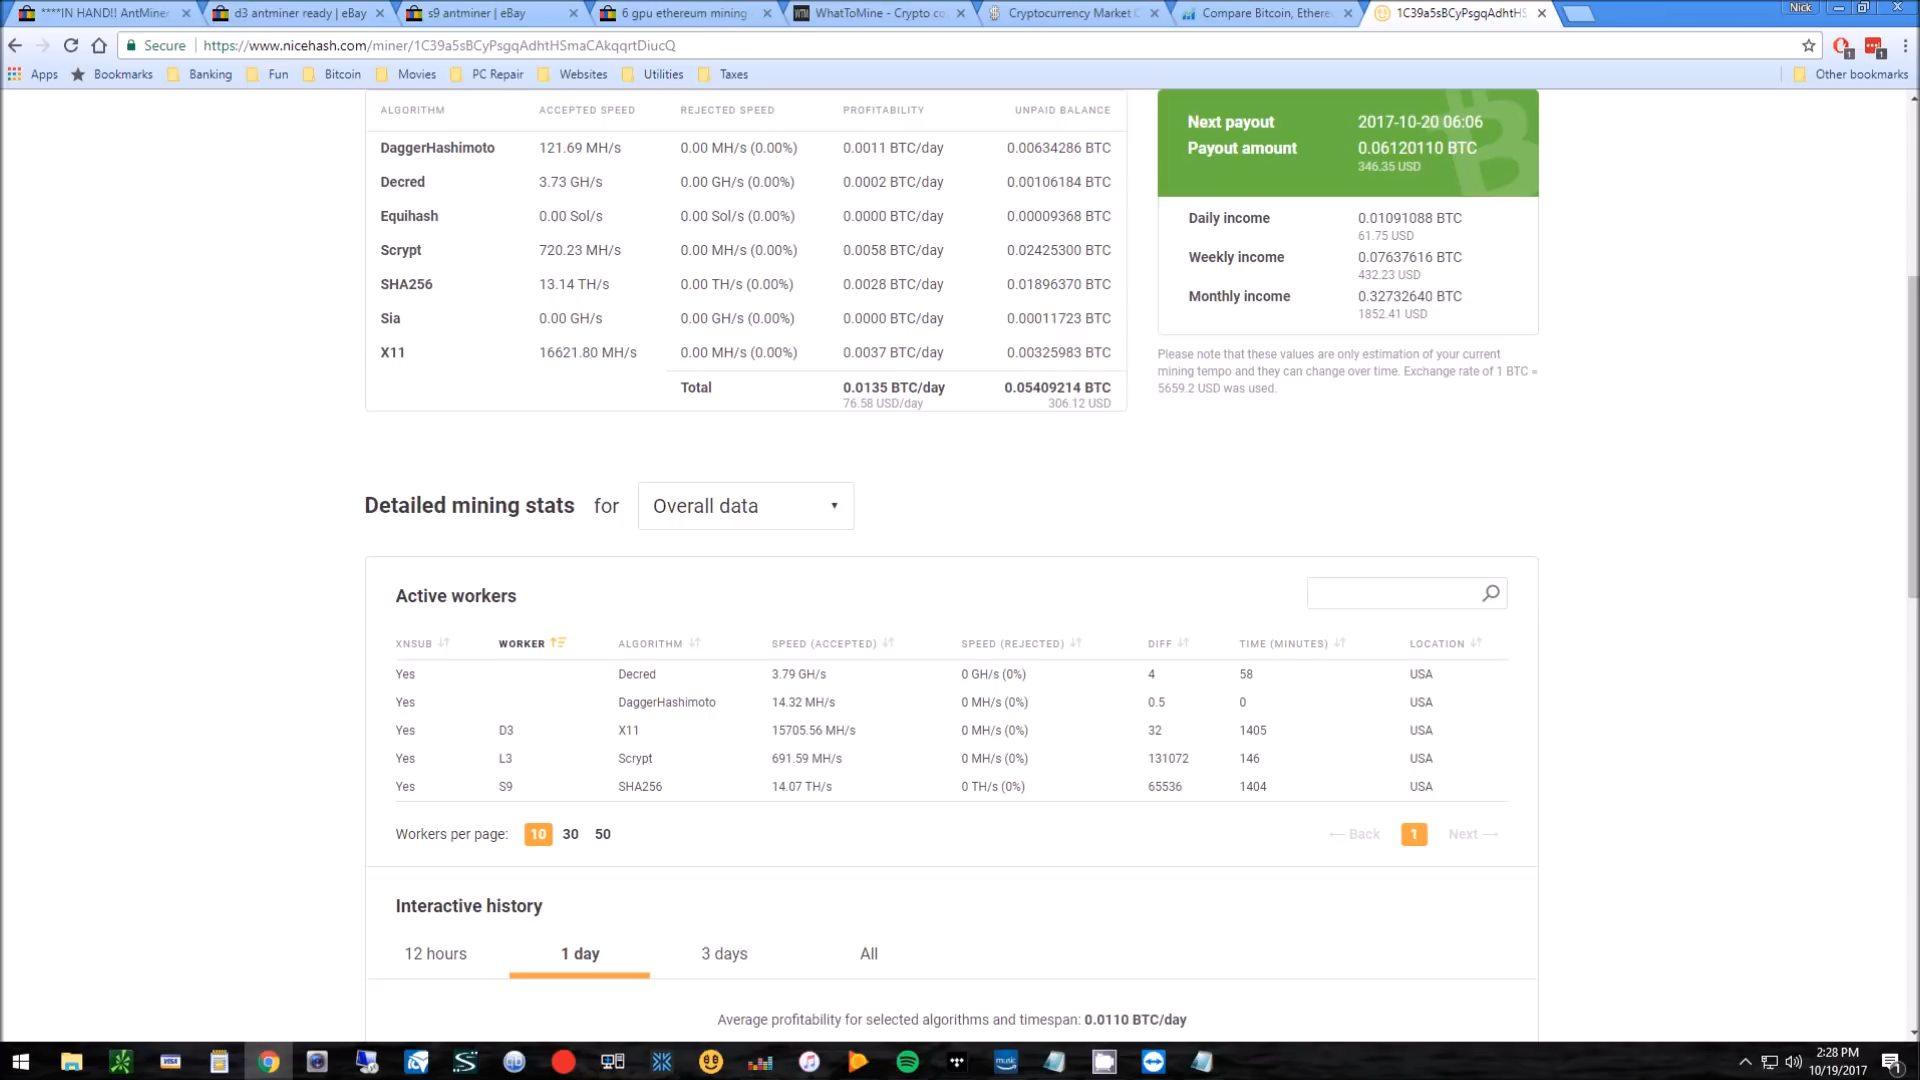 ****IN HAND!! AntMiner
d3 antminer ready | eBay
s9 antminer | eBay
6 gpu ethereum mining
WTM WhatToMine - Crypto co
Cryptocurrency Market
Compare Bitcoin, Ethere
1C39a5sBCyPsgqAdhtHS
Nick
Secure
https://www.nicehash.com/miner/1C39a5sBCyPsgqAdhtHSmaCAkqqrtDiucQ
Apps
Bookmarks
Banking
Fun
Bitcoin
Movies
PC Repair
Websites
Utilities
Taxes
Other bookmarks
ALGORITHM ACCEPTED SPEED REJECTED SPEED PROFITABILITY UNPAID BALANCE
DaggerHashimoto 121.69 MH/s 0.00 MH/s (0.00%) 0.0011 BTC/day 0.00634286 BTC
Decred 3.73 GH/s 0.00 GH/s (0.00%) 0.0002 BTC/day 0.00106184 BTC
Equihash 0.00 Sol/s 0.00 Sol/s (0.00%) 0.0000 BTC/day 0.00009368 BTC
Scrypt 720.23 MH/s 0.00 MH/s (0.00%) 0.0058 BTC/day 0.02425300 BTC
SHA256 13.14 TH/s 0.00 TH/s (0.00%) 0.0028 BTC/day 0.01896370 BTC
Sia 0.00 GH/s 0.00 GH/s (0.00%) 0.0000 BTC/day 0.00011723 BTC
X11 16621.80 MH/s 0.00 MH/s (0.00%) 0.0037 BTC/day 0.00325983 BTC
Total 0.0135 BTC/day 0.05409214 BTC
76.58 USD/day 306.12 USD
Next payout 2017-10-20 06:06
Payout amount 0.06120110 BTC
346.35 USD
Daily income 0.01091088 BTC
61.75 USD
Weekly income 0.07637616 BTC
432.23 USD
Monthly income 0.32732640 BTC
1852.41 USD
Please note that these values are only estimation of your current
mining tempo and they can change over time. Exchange rate of 1 BTC =
5659.2 USD was used.
Detailed mining stats for Overall data
Active workers
XNSUB WORKER ALGORITHM SPEED (ACCEPTED) SPEED (REJECTED) DIFF TIME (MINUTES) LOCATION
Yes Decred 3.79 GH/s 0 GH/s (0%) 4 58 USA
Yes DaggerHashimoto 14.32 MH/s 0 MH/s (0%) 0.5 0 USA
Yes D3 X11 15705.56 MH/s 0 MH/s (0%) 32 1405 USA
Yes L3 Scrypt 691.59 MH/s 0 MH/s (0%) 131072 146 USA
Yes S9 SHA256 14.07 TH/s 0 TH/s (0%) 65536 1404 USA
Workers per page: 10 30 50
← Back 1 Next →
Interactive history
12 hours 1 day 3 days All
Average profitability for selected algorithms and timespan: 0.0110 BTC/day
music
2:28 PM
10/19/2017